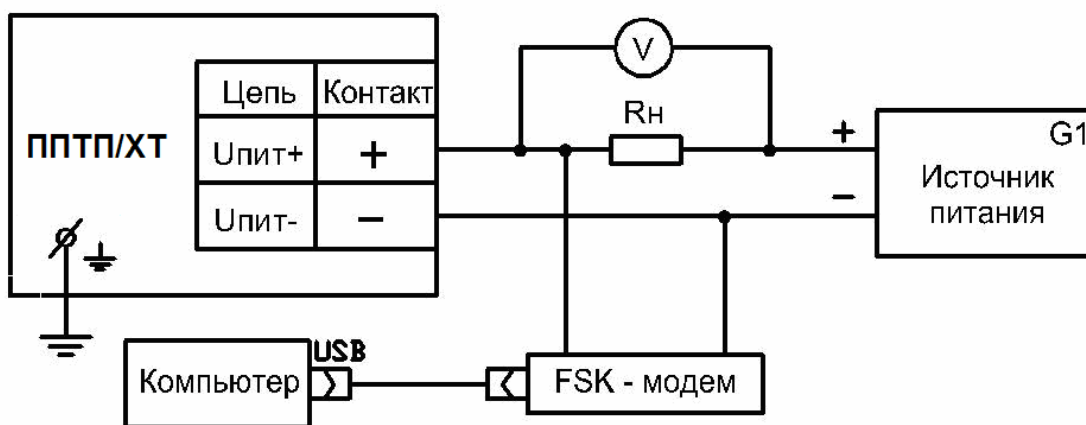 V
Rн
Цепь Контакт
ППТП/ХТ
Uпит+ +
Uпит- −
+
−
G1
Источник
питания
USB
Компьютер
FSK - модем